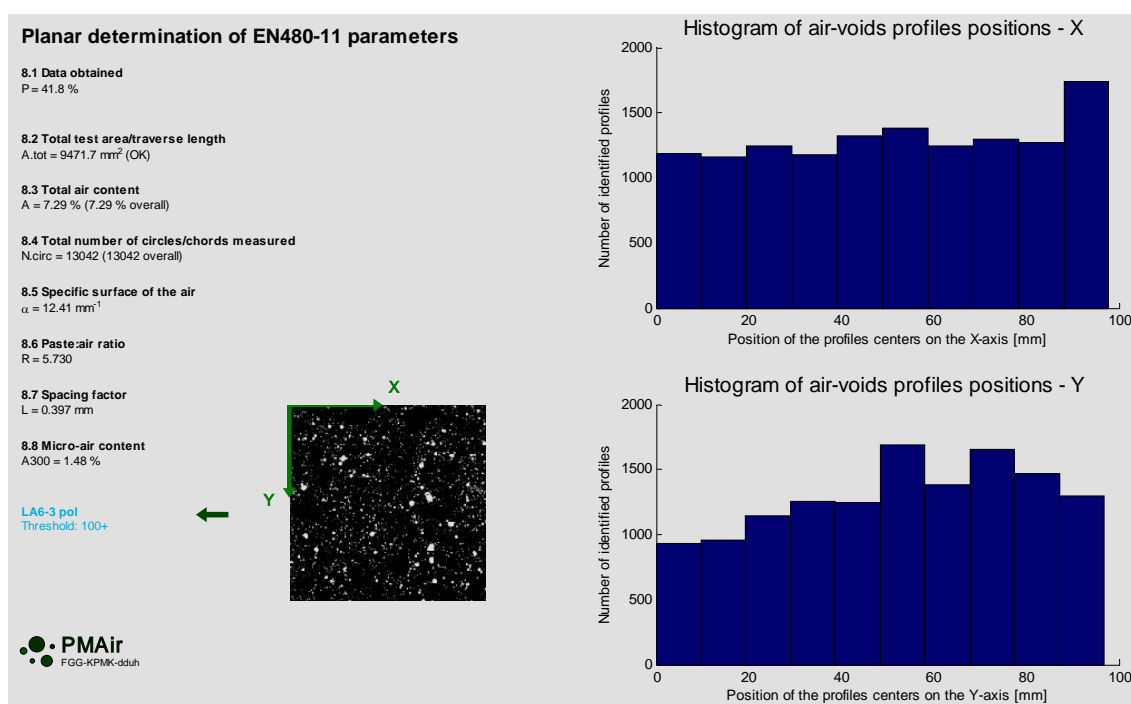 Planar determination of EN480-11 parameters
8.1 Data obtained
P = 41.8 %
8.2 Total test area/traverse length
A.tot = 9471.7 mm² (OK)
8.3 Total air content
A = 7.29 % (7.29 % overall)
8.4 Total number of circles/chords measured
N.circ = 13042 (13042 overall)
8.5 Specific surface of the air
α = 12.41 mm⁻¹
8.6 Paste:air ratio
R = 5.730
8.7 Spacing factor
L = 0.397 mm
8.8 Micro-air content
A300 = 1.48 %
LA6-3 pol
Threshold: 100+
X
Y
PMAir
FGG-KPMK-dduh
Histogram of air-voids profiles positions - X
2000
1500
1000
500
0
Number of identified profiles
0 20 40 60 80 100
Position of the profiles centers on the X-axis [mm]
Histogram of air-voids profiles positions - Y
2000
1500
1000
500
0
Number of identified profiles
0 20 40 60 80 100
Position of the profiles centers on the Y-axis [mm]